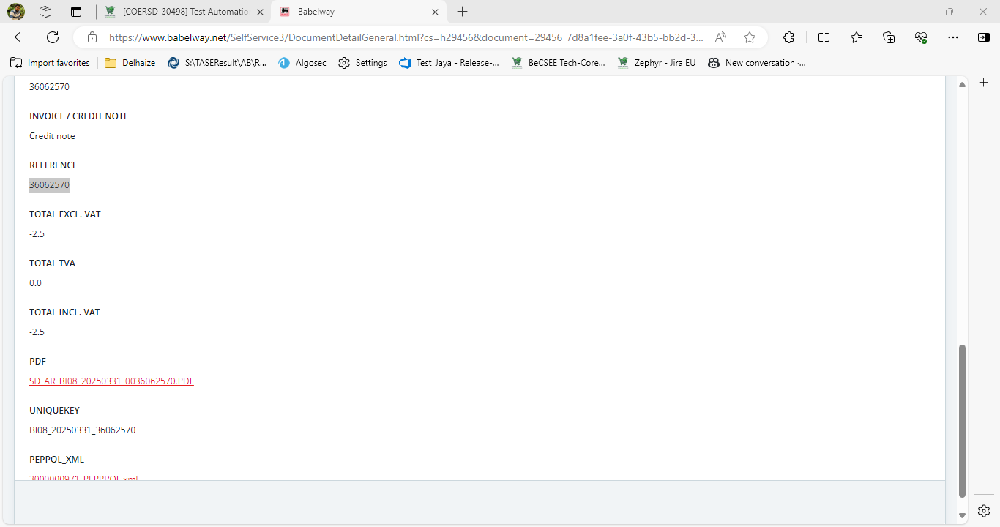 [COERSD-30498] Test Automatio
Babelway
https://www.babelway.net/SelfService3/DocumentDetailGeneral.html?cs=h29456&document=29456_7d8a1fee-3a0f-43b5-bb2d-3...
Import favorites
Delhaize
S:\TASEResult\AB\R...
Algosec
Settings
Test_Jaya - Release-...
BeCSEE Tech-Core...
Zephyr - Jira EU
New conversation -...
36062570
INVOICE / CREDIT NOTE
Credit note
REFERENCE
36062570
TOTAL EXCL. VAT
-2.5
TOTAL TVA
0.0
TOTAL INCL. VAT
-2.5
PDF
SD_AR_BI08_20250331_0036062570.PDF
UNIQUEKEY
BI08_20250331_36062570
PEPPOL_XML
3000000971_PEPPPOL.xml